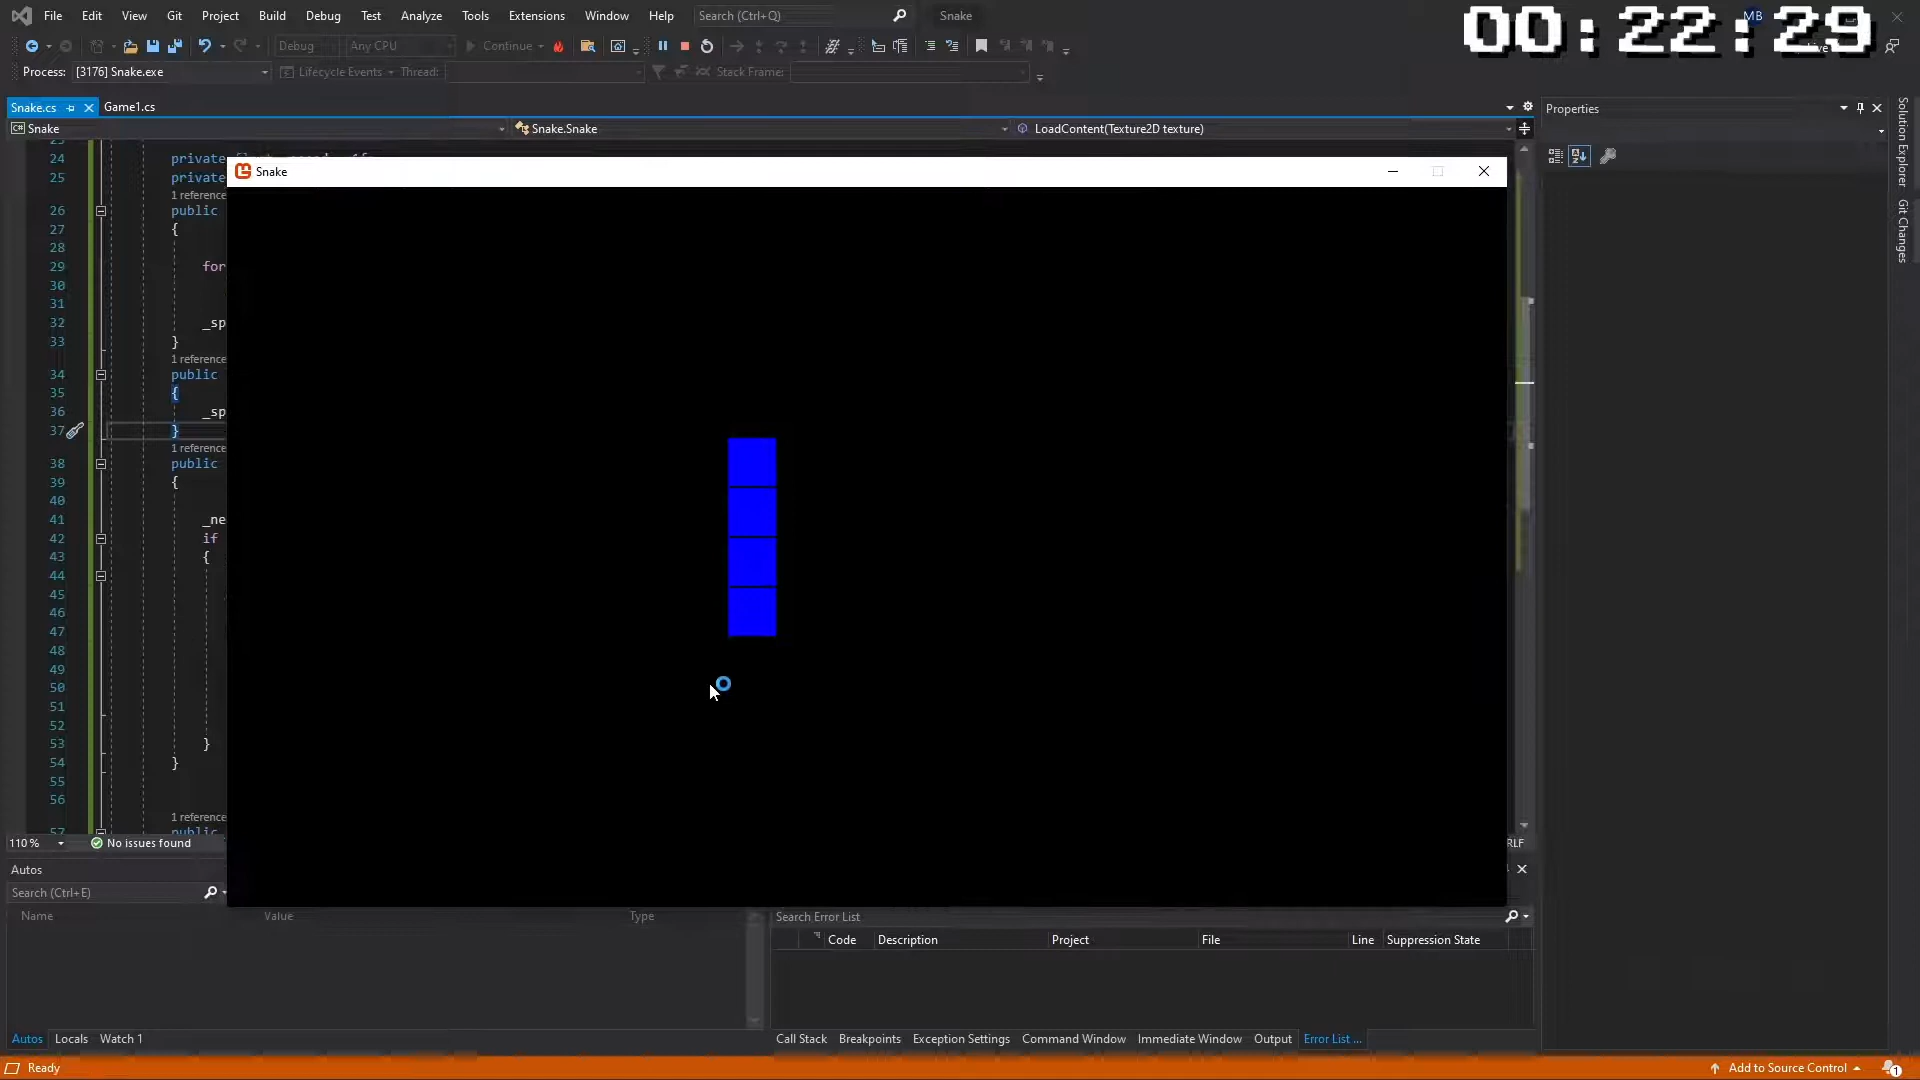 File Edit View Git Project Build Debug Test Analyze Tools Extensions Window Help Search (Ctrl+Q) Snake MB
00:22:29
Debug Any CPU Continue
Process: [3176] Snake.exe Lifecycle Events Thread: Stack Frame:
Snake.cs Game1.cs
Properties
Snake Snake.Snake LoadContent(Texture2D texture)
Solution Explorer
Git Changes
24 private
Snake
25 private
1 reference
26 public
27 {
28
29 for
30
31
32 _sp
33 }
1 reference
34 public
35 {
36 _sp
37 }
1 reference
38 public
39 {
40
41 _ne
42 if
43 {
44
45
46
47
48
49
50
51
52
53 }
54 }
55
56
1 reference
57 public
110 % No issues found RLF
Autos
Search (Ctrl+E)
Name Value Type
Search Error List
Code Description Project File Line Suppression State
Autos Locals Watch 1
Call Stack Breakpoints Exception Settings Command Window Immediate Window Output Error List ...
Ready Add to Source Control 1